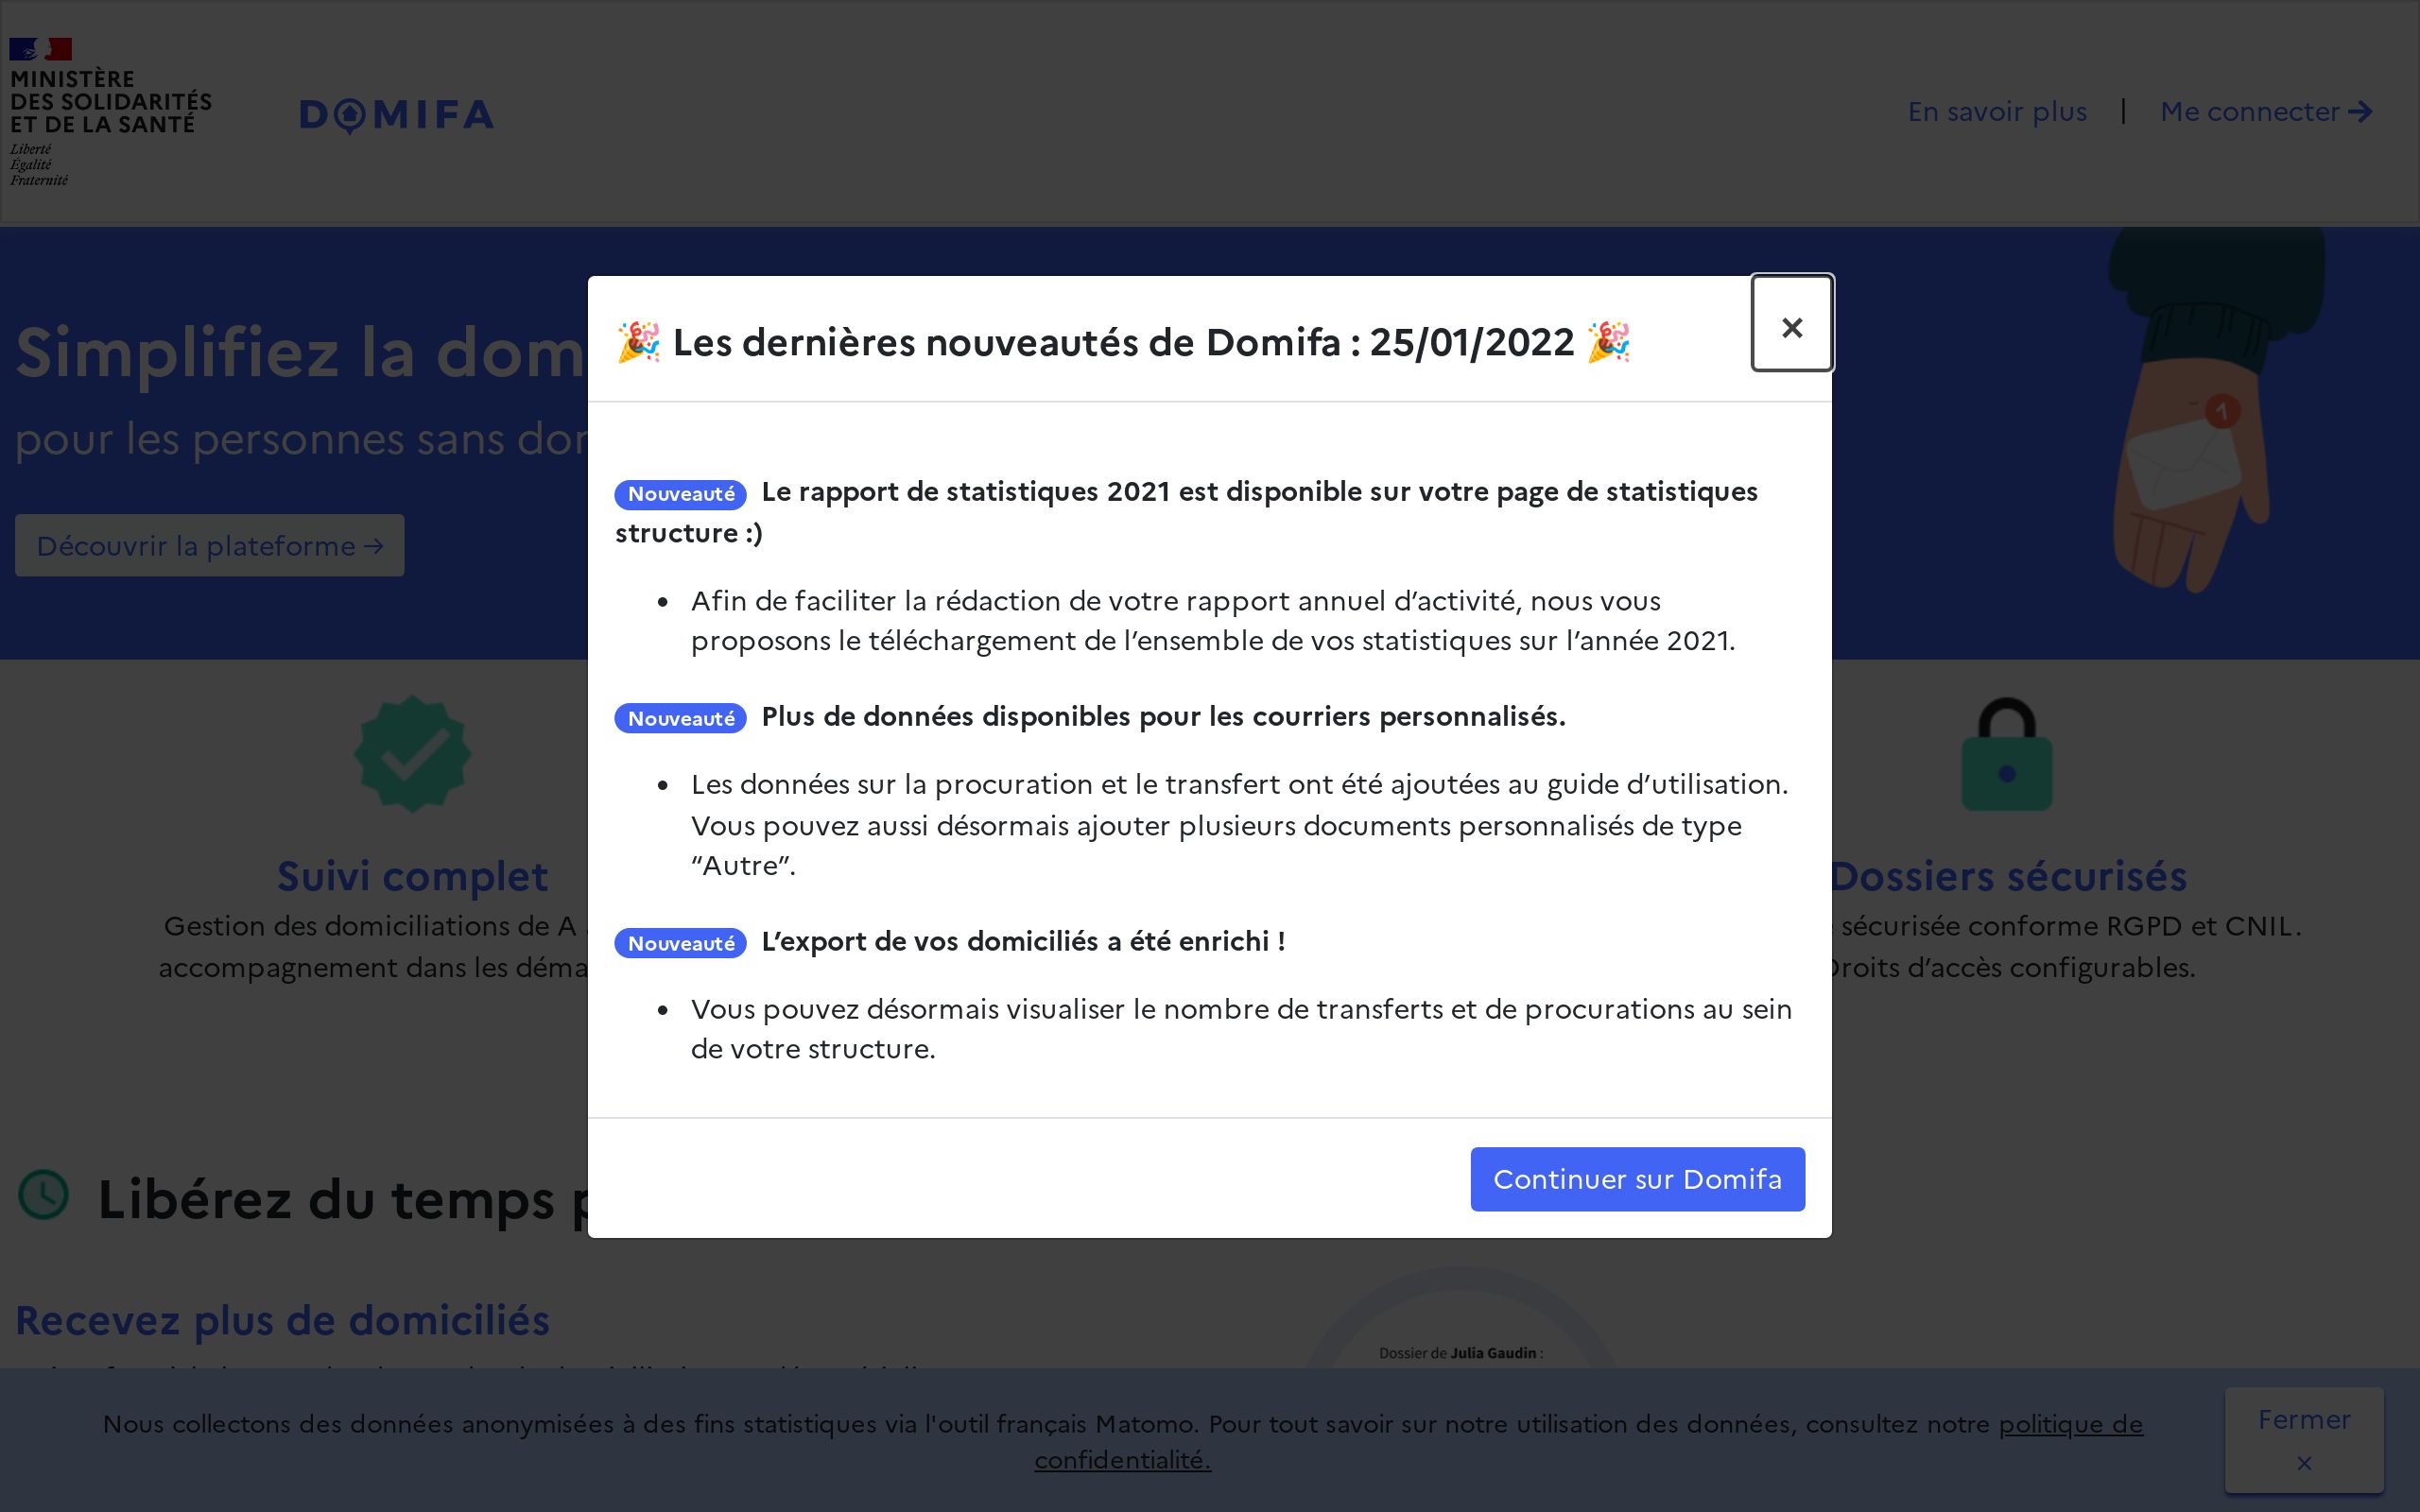 MINISTÈRE
DES SOLIDARITÉS
ET DE LA SANTÉ
Liberté
Égalité
Fraternité
DOMIFA
En savoir plus | Me connecter →
Simplifiez la dom
pour les personnes sans dom
Découvrir la plateforme →
1
🎉 Les dernières nouveautés de Domifa : 25/01/2022 🎉
×
Nouveauté Le rapport de statistiques 2021 est disponible sur votre page de statistiques
structure :)
• Afin de faciliter la rédaction de votre rapport annuel d’activité, nous vous
proposons le téléchargement de l’ensemble de vos statistiques sur l’année 2021.
Nouveauté Plus de données disponibles pour les courriers personnalisés.
• Les données sur la procuration et le transfert ont été ajoutées au guide d’utilisation.
Vous pouvez aussi désormais ajouter plusieurs documents personnalisés de type
“Autre”.
Nouveauté L’export de vos domiciliés a été enrichi !
• Vous pouvez désormais visualiser le nombre de transferts et de procurations au sein
de votre structure.
Continuer sur Domifa
Suivi complet
Gestion des domiciliations de A
accompagnement dans les déma
Dossiers sécurisés
sécurisée conforme RGPD et CNIL.
Droits d’accès configurables.
Libérez du temps p
Recevez plus de domiciliés
Dossier de Julia Gaudin :
Nous collectons des données anonymisées à des fins statistiques via l'outil français Matomo. Pour tout savoir sur notre utilisation des données, consultez notre politique de
confidentialité.
Fermer
×